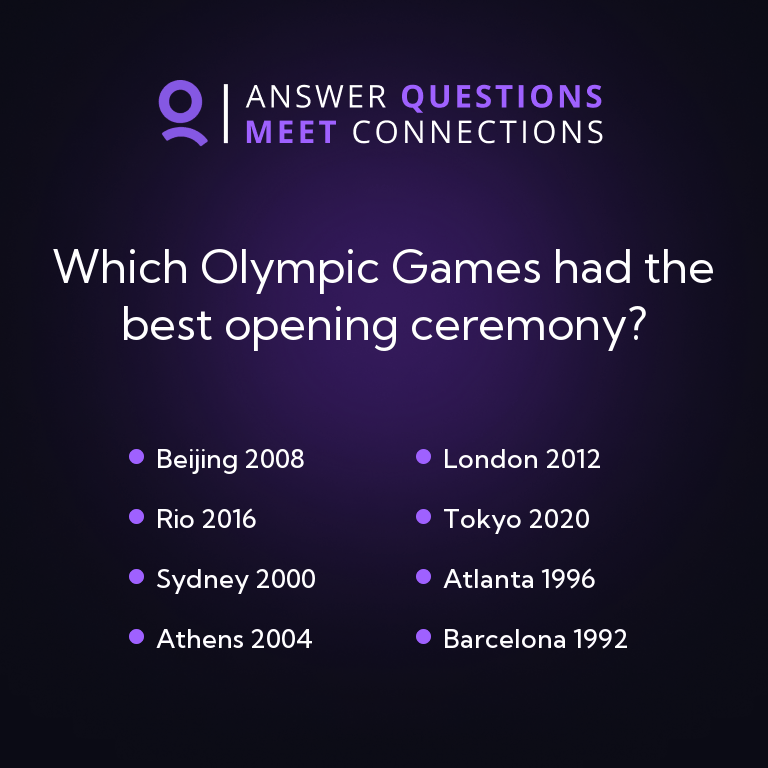 ANSWER QUESTIONS
MEET CONNECTIONS
Which Olympic Games had the
best opening ceremony?
Beijing 2008
Rio 2016
Sydney 2000
Athens 2004
London 2012
Tokyo 2020
Atlanta 1996
Barcelona 1992